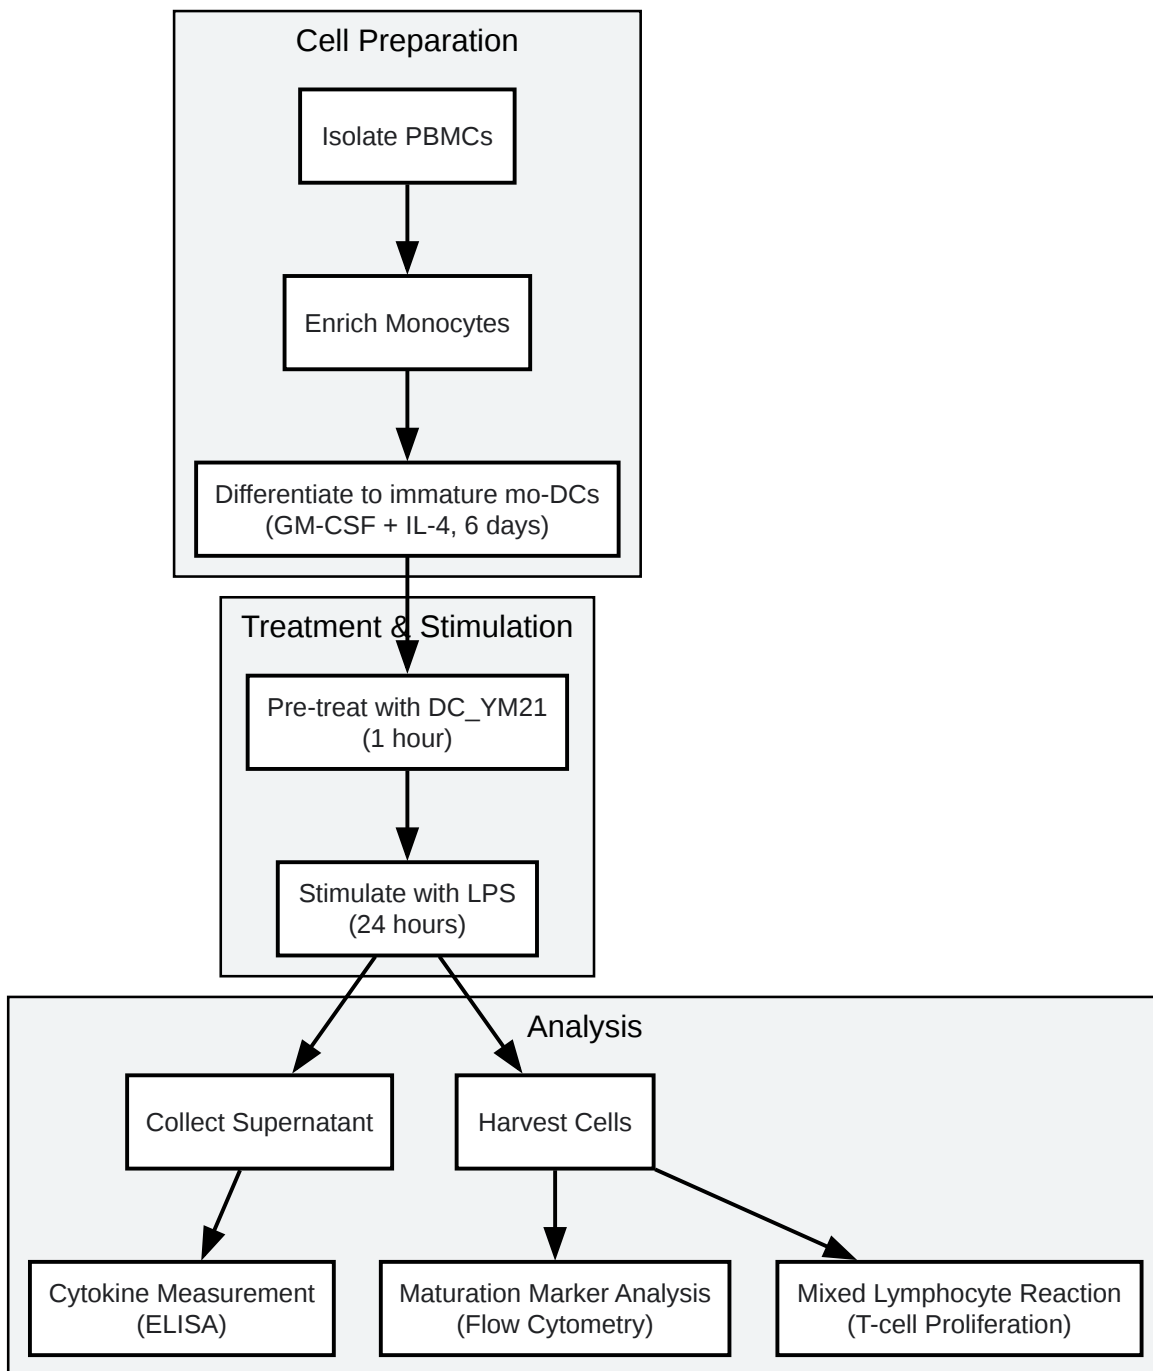 Cell Preparation
Isolate PBMCs
Enrich Monocytes
Differentiate to immature mo-DCs
(GM-CSF + IL-4, 6 days)
Treatment & Stimulation
Pre-treat with DC_YM21
(1 hour)
Stimulate with LPS
(24 hours)
Analysis
Collect Supernatant
Harvest Cells
Cytokine Measurement
(ELISA)
Maturation Marker Analysis
(Flow Cytometry)
Mixed Lymphocyte Reaction
(T-cell Proliferation)